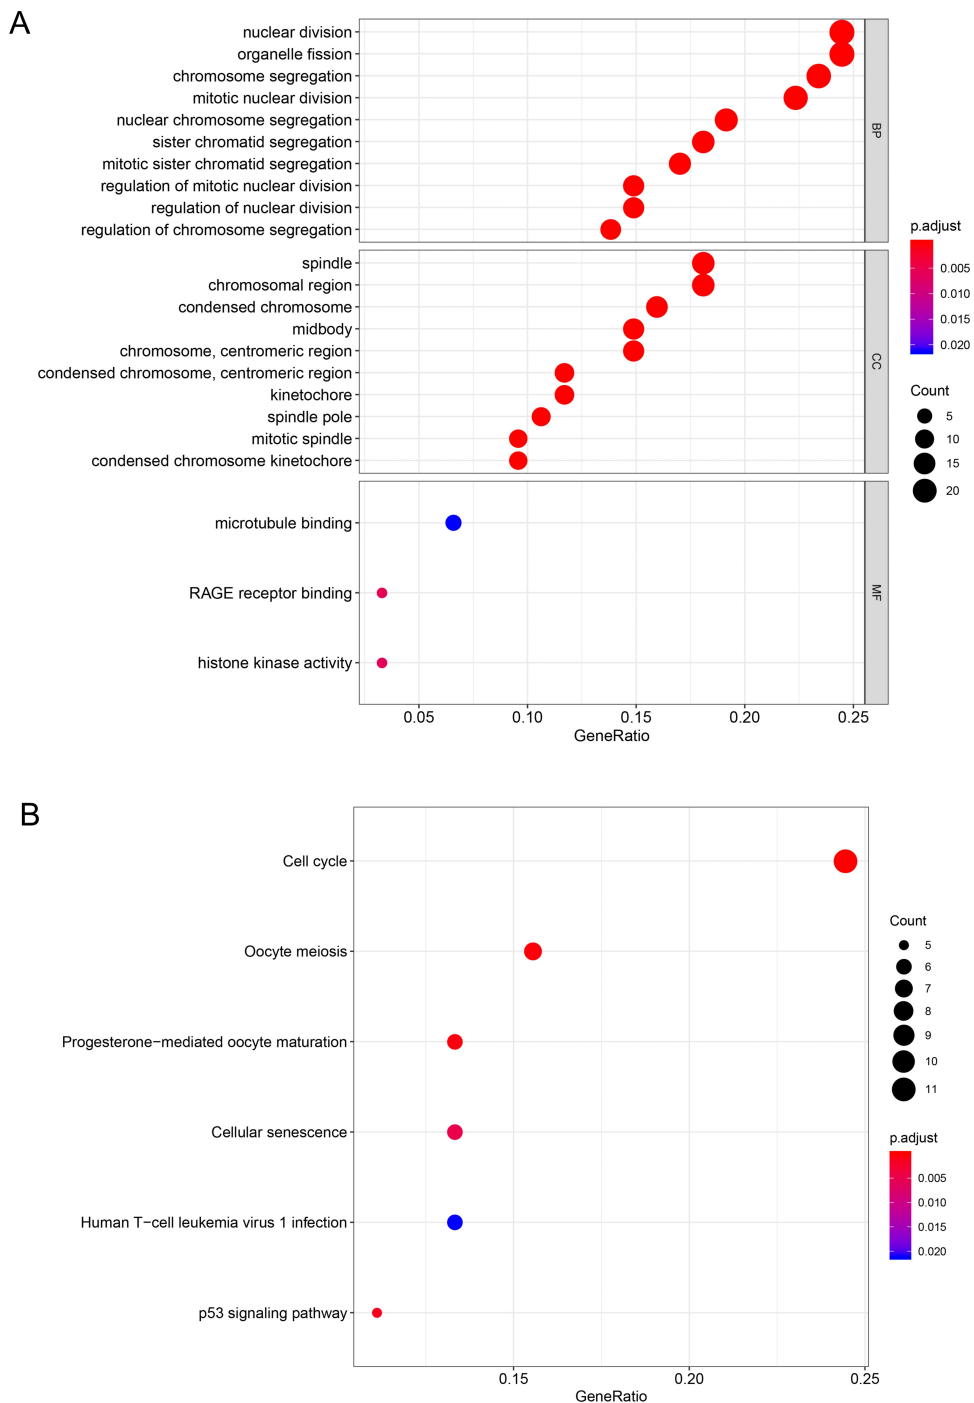 A
nuclear division
organelle fission
chromosome segregation
mitotic nuclear division
nuclear chromosome segregation
sister chromatid segregation
mitotic sister chromatid segregation
regulation of mitotic nuclear division
regulation of nuclear division
regulation of chromosome segregation
BP
spindle
chromosomal region
condensed chromosome
midbody
chromosome, centromeric region
condensed chromosome, centromeric region
kinetochore
spindle pole
mitotic spindle
condensed chromosome kinetochore
CC
microtubule binding
RAGE receptor binding
histone kinase activity
MF
0.05 0.10 0.15 0.20 0.25
GeneRatio
p.adjust
0.005
0.010
0.015
0.020
Count
5
10
15
20
B
Cell cycle
Oocyte meiosis
Progesterone−mediated oocyte maturation
Cellular senescence
Human T−cell leukemia virus 1 infection
p53 signaling pathway
0.15 0.20 0.25
GeneRatio
Count
5
6
7
8
9
10
11
p.adjust
0.005
0.010
0.015
0.020